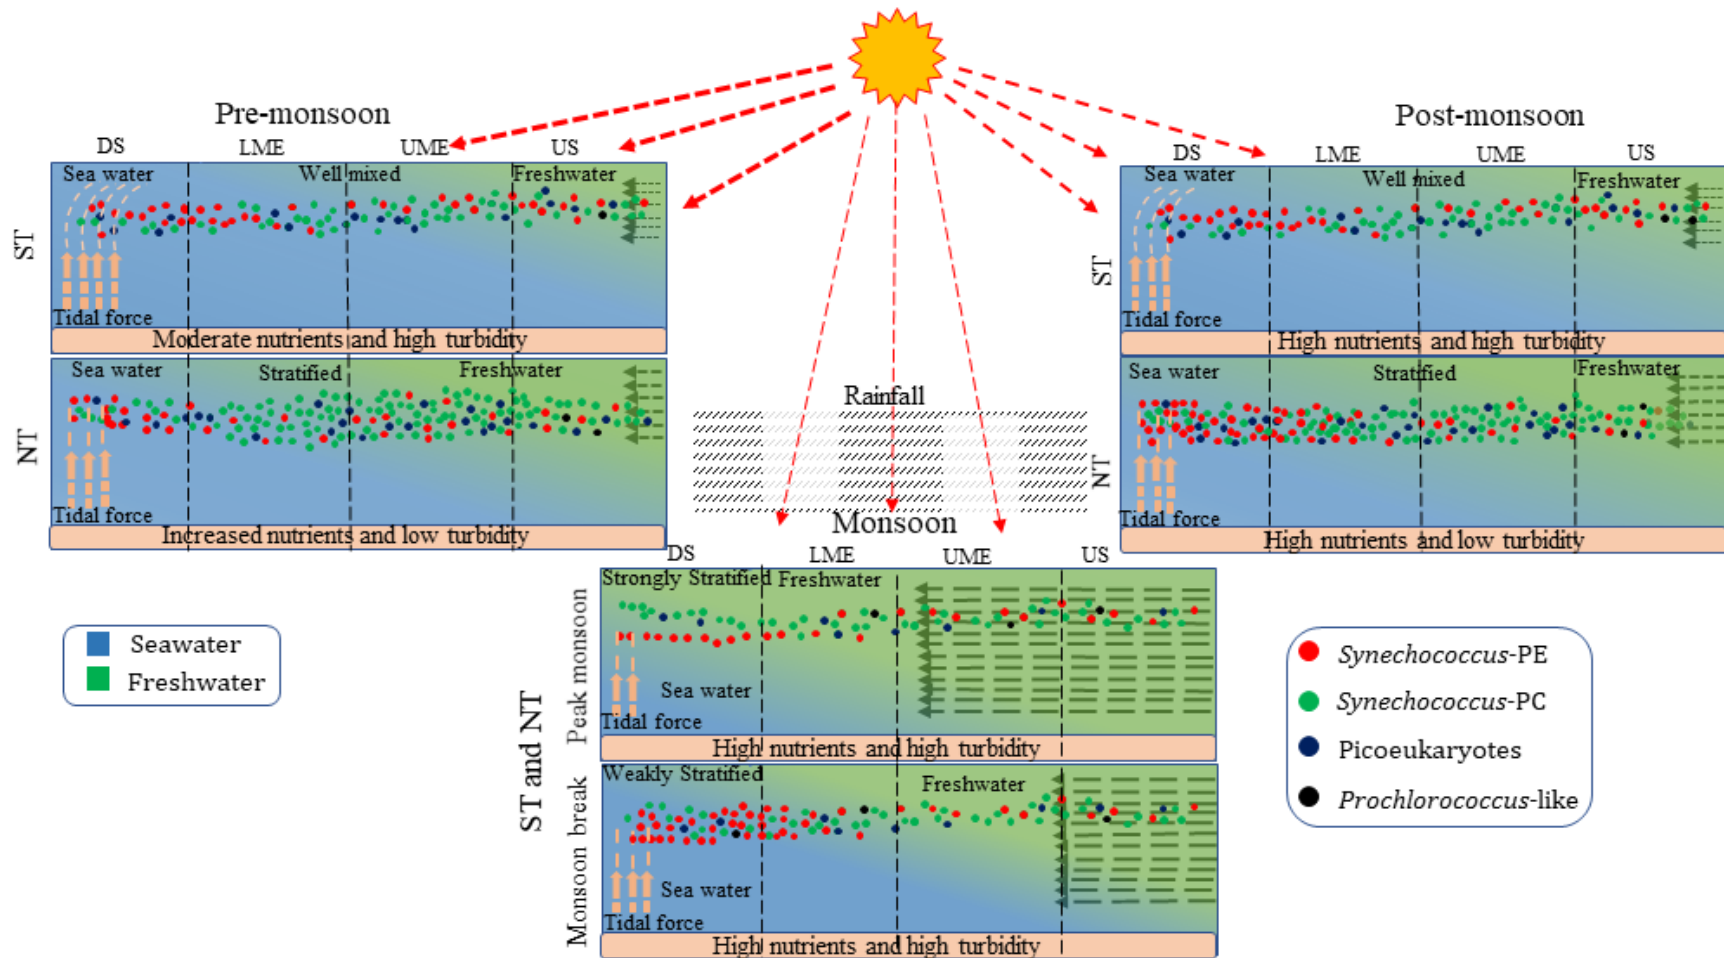 Pre-monsoon
DS LME UME US
Sea water Well mixed Freshwater
ST
Tidal force
Moderate nutrients and high turbidity
Sea water Stratified Freshwater
NT
Tidal force
Increased nutrients and low turbidity
Post-monsoon
DS LME UME US
Sea water Well mixed Freshwater
ST
Tidal force
High nutrients and high turbidity
Sea water Stratified Freshwater
NT
Tidal force
High nutrients and low turbidity
Rainfall
Monsoon
DS LME UME US
ST and NT
Peak monsoon
Strongly Stratified Freshwater
Sea water
Tidal force
High nutrients and high turbidity
Monsoon break
Weakly Stratified Freshwater
Sea water
Tidal force
High nutrients and high turbidity
Seawater
Freshwater
Synechococcus-PE
Synechococcus-PC
Picoeukaryotes
Prochlorococcus-like